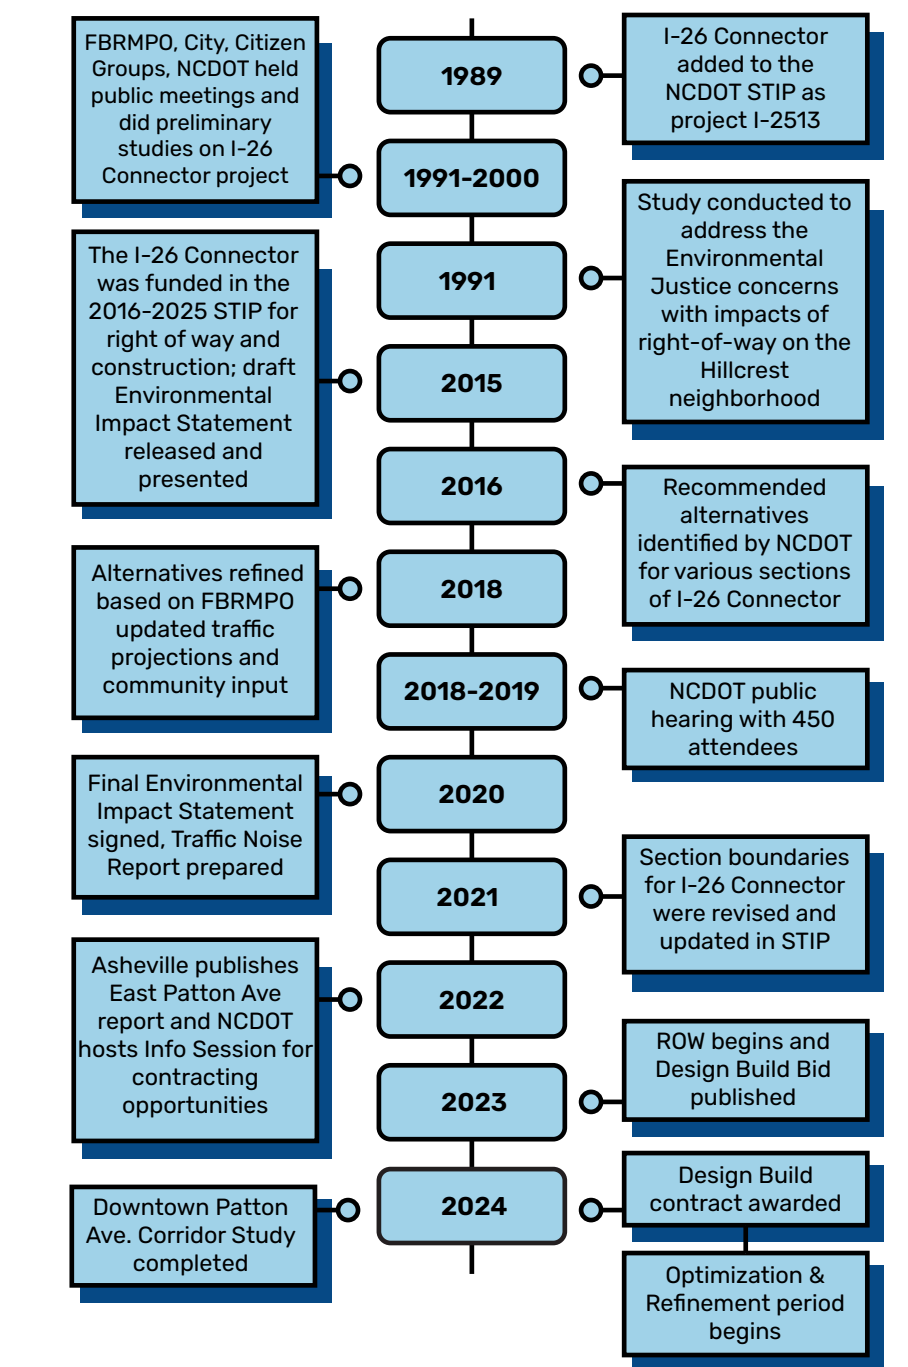 1989
I-26 Connector
added to the
NCDOT STIP as
project I-2513
FBRMPO, City, Citizen
Groups, NCDOT held
public meetings and
did preliminary
studies on I-26
Connector project
1991-2000
1991
Study conducted to
address the
Environmental
Justice concerns
with impacts of
right-of-way on the
Hillcrest
neighborhood
The I-26 Connector
was funded in the
2016-2025 STIP for
right of way and
construction; draft
Environmental
Impact Statement
released and
presented
2015
2016
Recommended
alternatives
identified by NCDOT
for various sections
of I-26 Connector
Alternatives refined
based on FBRMPO
updated traffic
projections and
community input
2018
2018-2019
NCDOT public
hearing with 450
attendees
Final Environmental
Impact Statement
signed, Traffic Noise
Report prepared
2020
2021
Section boundaries
for I-26 Connector
were revised and
updated in STIP
Asheville publishes
East Patton Ave
report and NCDOT
hosts Info Session for
contracting
opportunities
2022
2023
ROW begins and
Design Build Bid
published
Downtown Patton
Ave. Corridor Study
completed
2024
Design Build
contract awarded
Optimization &
Refinement period
begins